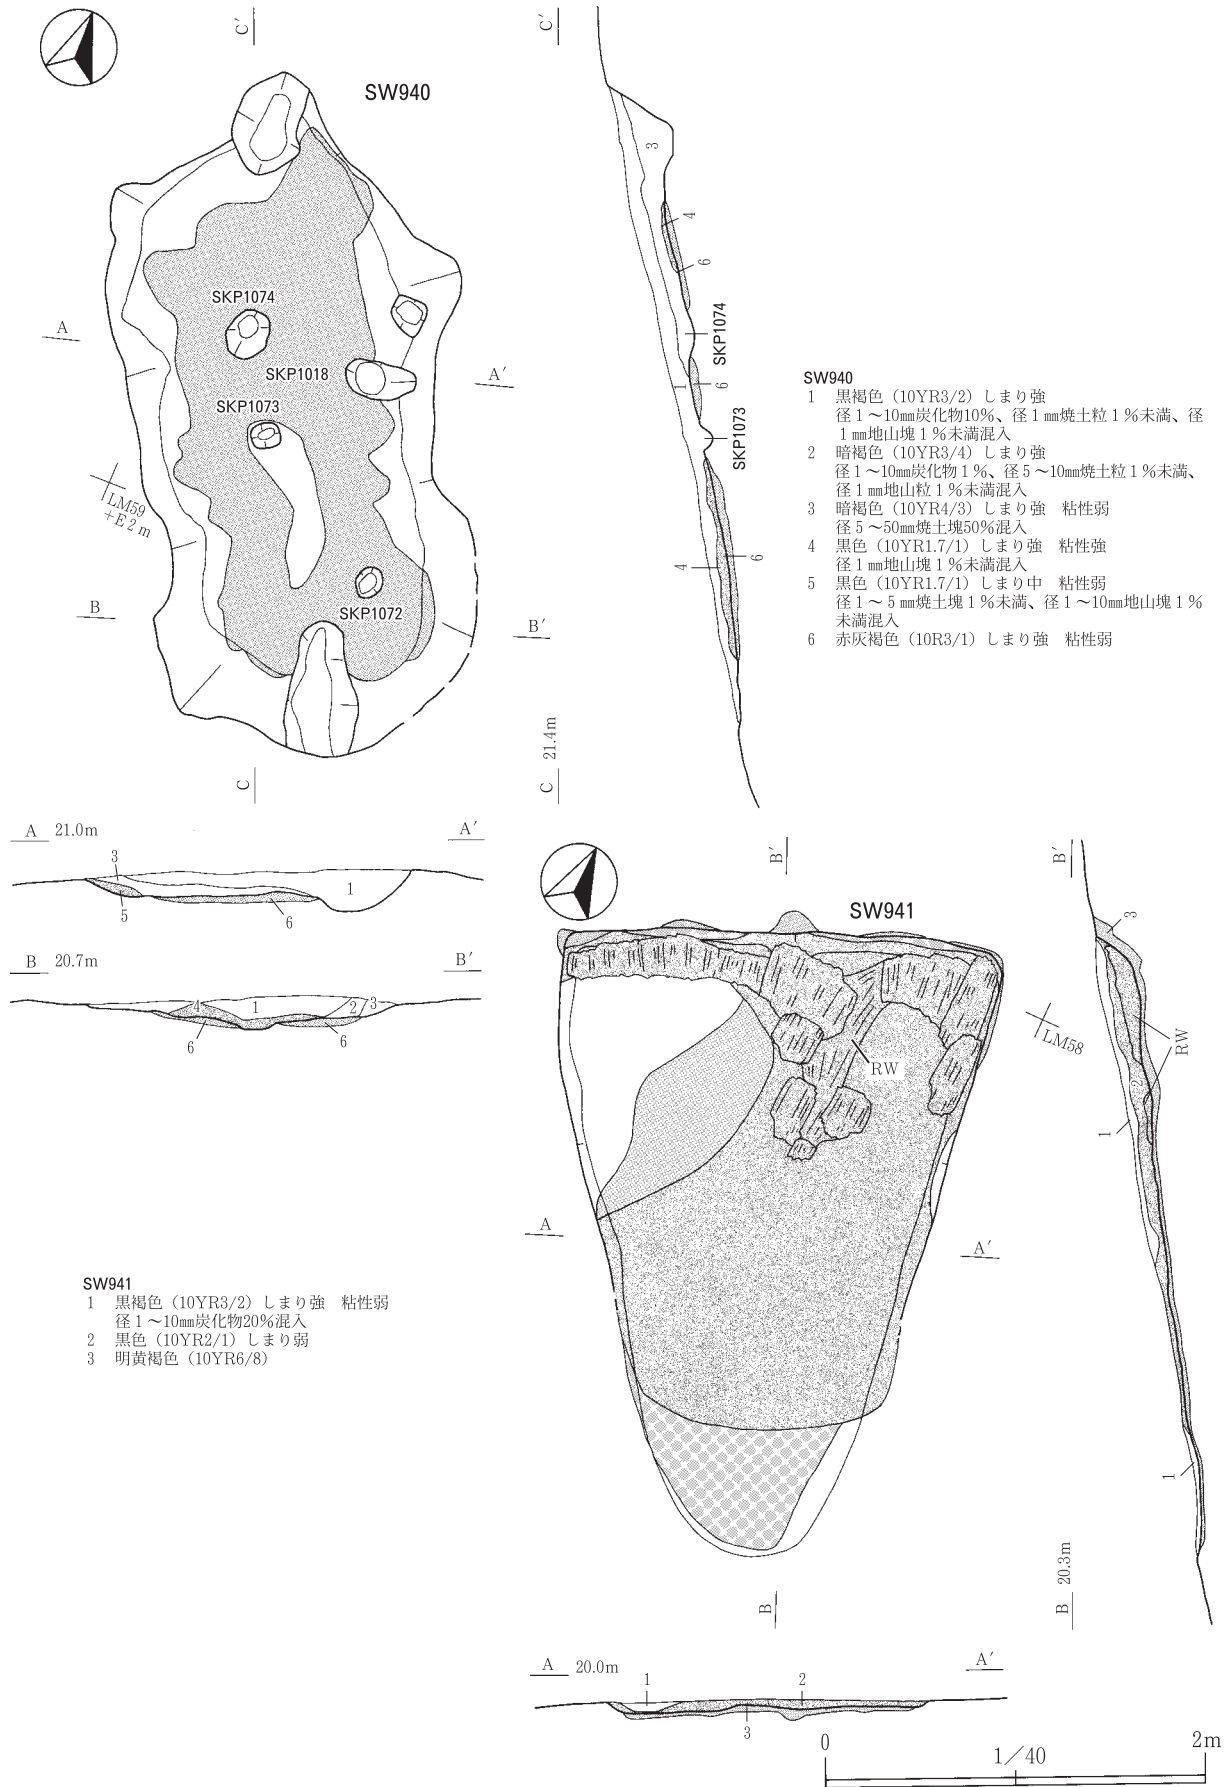 C′
SW940
SKP1074
A
SKP1018
A′
SKP1073
LM59
+E2m
B
SKP1072
B′
C
C′
3
4
6
SKP1074
1
6
SKP1073
4
6
C 21.4m
SW940
1 黒褐色（10YR3/2）しまり強
径1～10㎜炭化物10%、径1㎜焼土粒1%未満、径
1㎜地山塊1%未満混入
2 暗褐色（10YR3/4）しまり強
径1～10㎜炭化物1%、径5～10㎜焼土粒1%未満、
径1㎜地山粒1%未満混入
3 暗褐色（10YR4/3）しまり強 粘性弱
径5～50㎜焼土塊50%混入
4 黒色（10YR1.7/1）しまり強 粘性強
径1㎜地山塊1%未満混入
5 黒色（10YR1.7/1）しまり中 粘性弱
径1～5㎜焼土塊1%未満、径1～10㎜地山塊1%
未満混入
6 赤灰褐色（10R3/1）しまり強 粘性弱
A 21.0m A′
3
1
5
6
B 20.7m B′
4 1 2 3
6 6
B′
SW941
RW
A
A′
B
B′
3
LM58
RW
2
1
1
B 20.3m
SW941
1 黒褐色（10YR3/2）しまり強 粘性弱
径1～10㎜炭化物20%混入
2 黒色（10YR2/1）しまり弱
3 明黄褐色（10YR6/8）
A 20.0m A′
1 2
3
0 2m
1／40